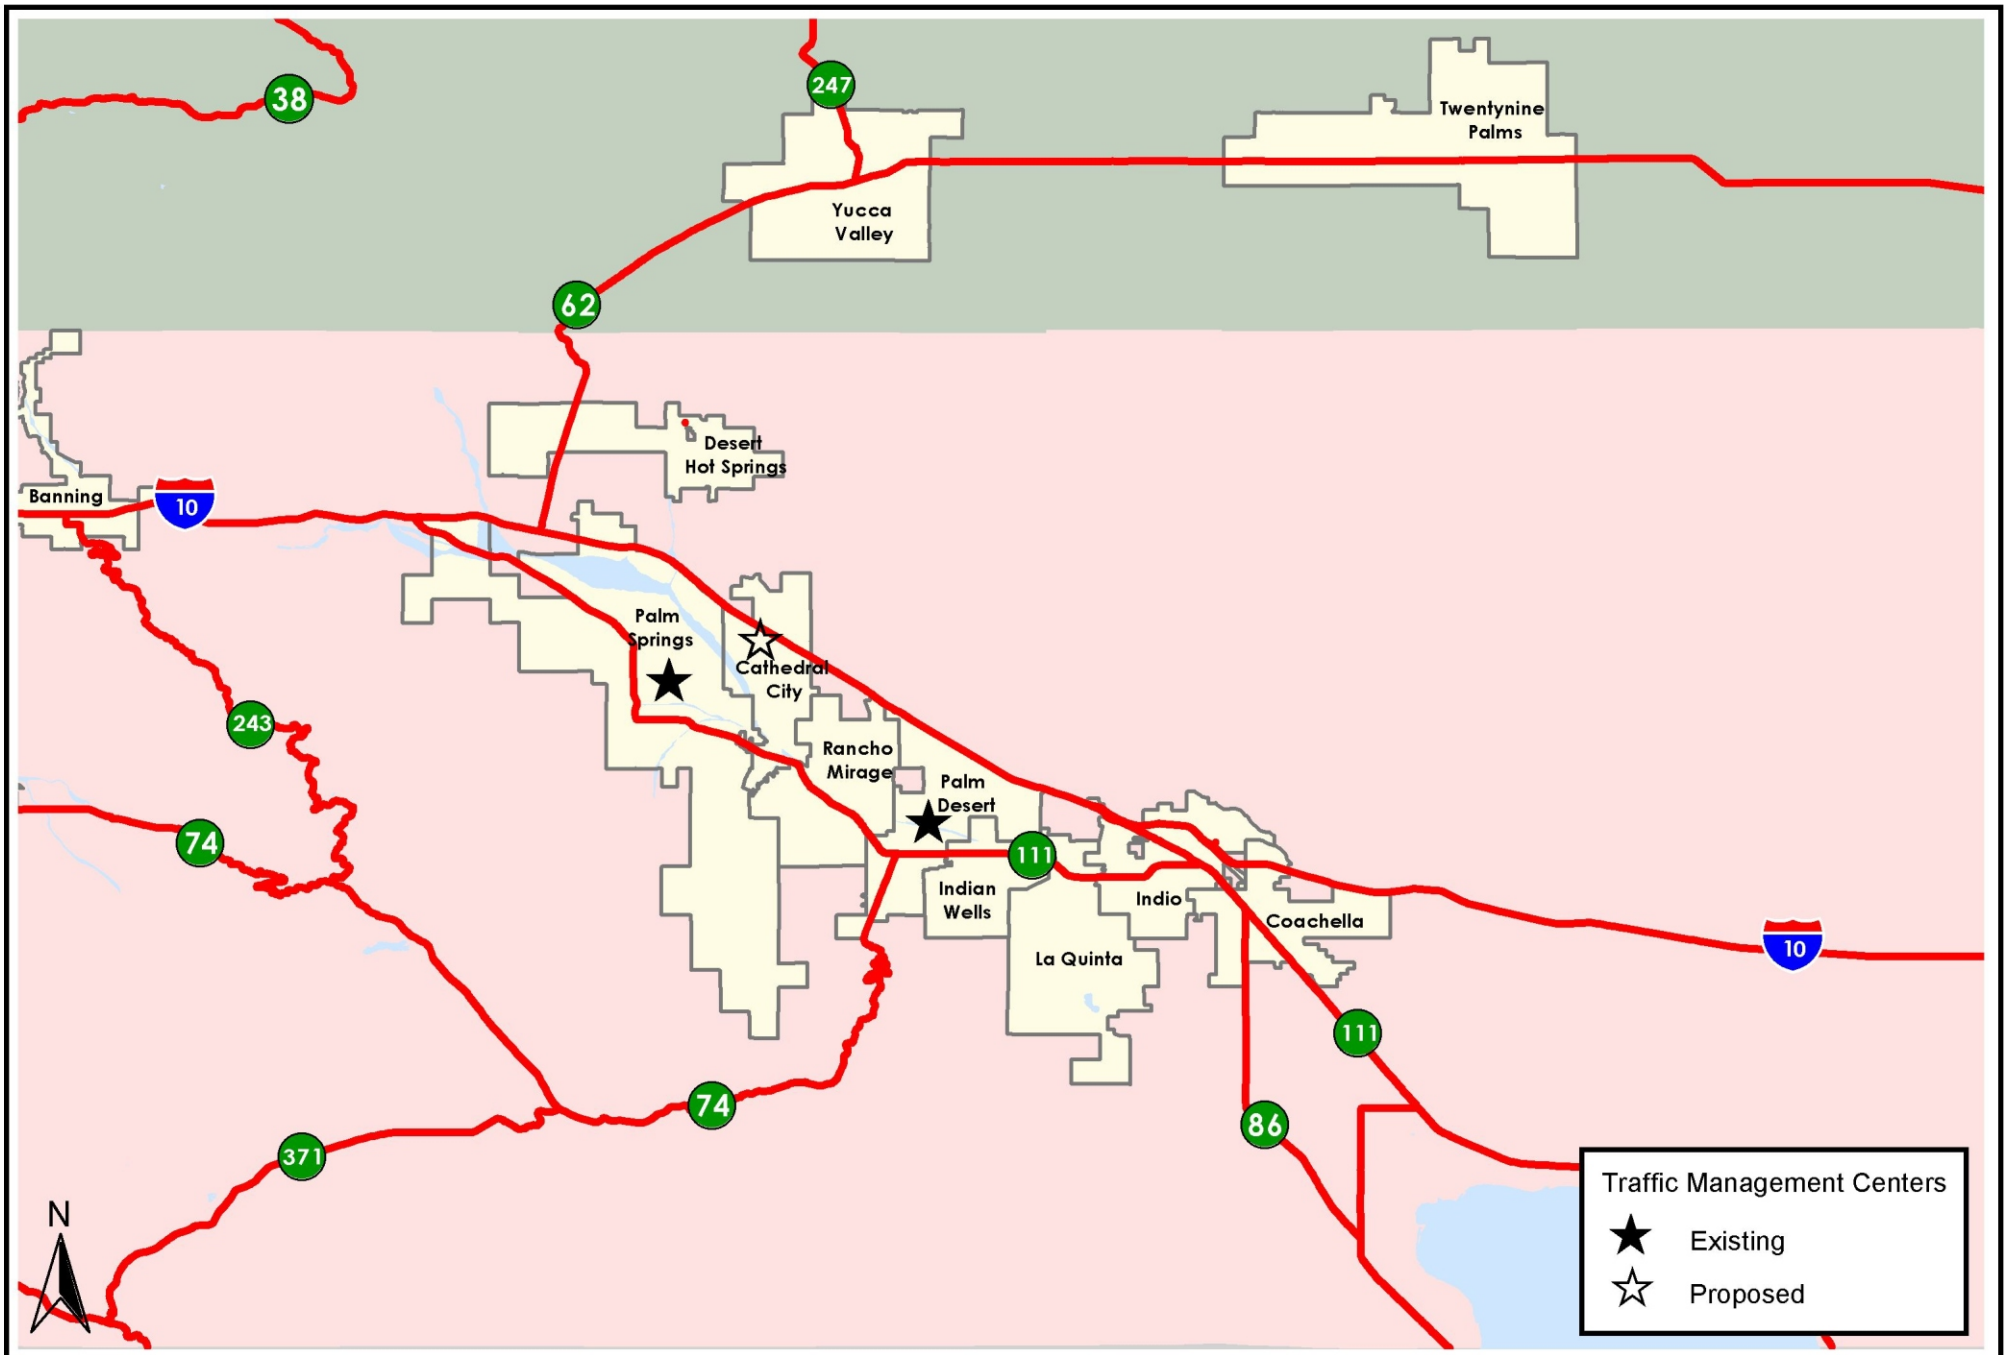 38
247
Twentynine
Palms
Yucca
Valley
62
Desert
Hot Springs
Banning
10
Palm
Springs
Cathedral
City
243
Rancho
Mirage
Palm
Desert
74
111
Indian
Wells
Indio
Coachella
La Quinta
10
111
74
86
371
N
Traffic Management Centers
Existing
Proposed